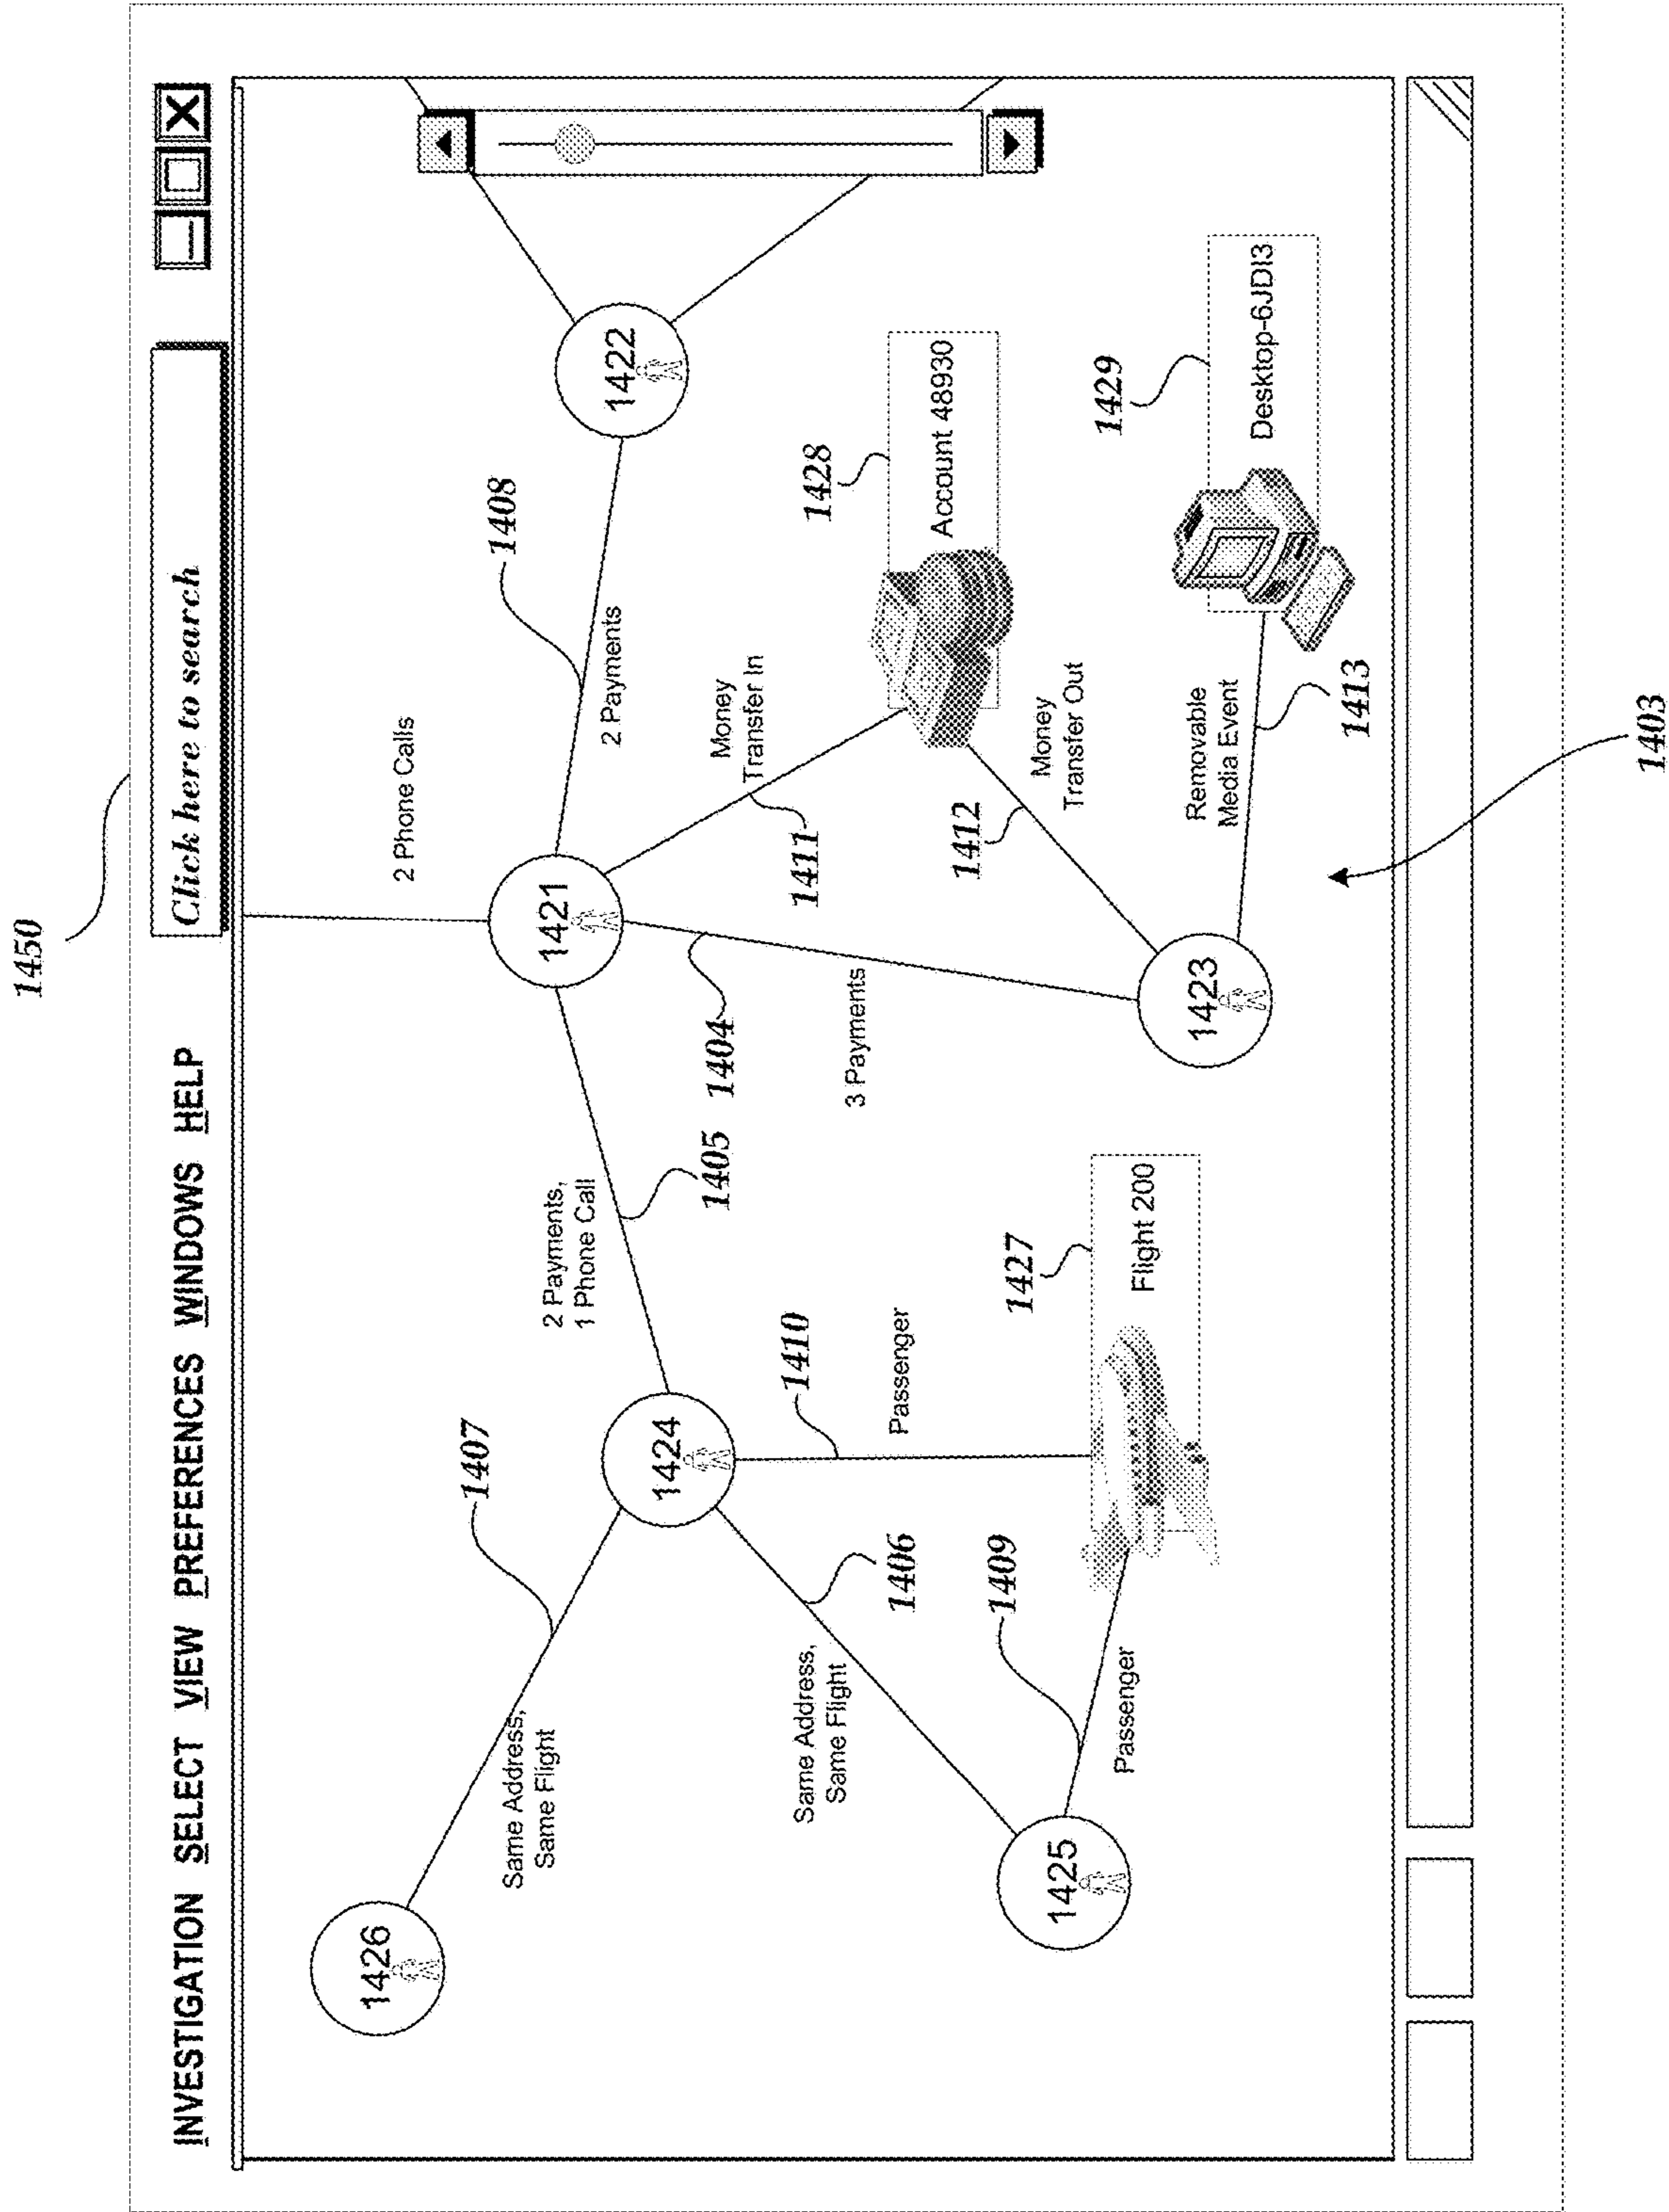 1450
INVESTIGATION SELECT VIEW PREFERENCES WINDOWS HELP
Click here to search
2 Phone Calls
1426
1407
Same Address,
Same Flight
1424
2 Payments,
1 Phone Call
1405
1421
1408
2 Payments
1422
1404
3 Payments
Money
Transfer In
1411
1428
Account 48930
1410
Passenger
1406
Same Address,
Same Flight
1412
Money
Transfer Out
1409
1427
Flight 200
1425
Passenger
1423
Removable
Media Event
1413
1429
Desktop-6JDI3
1403